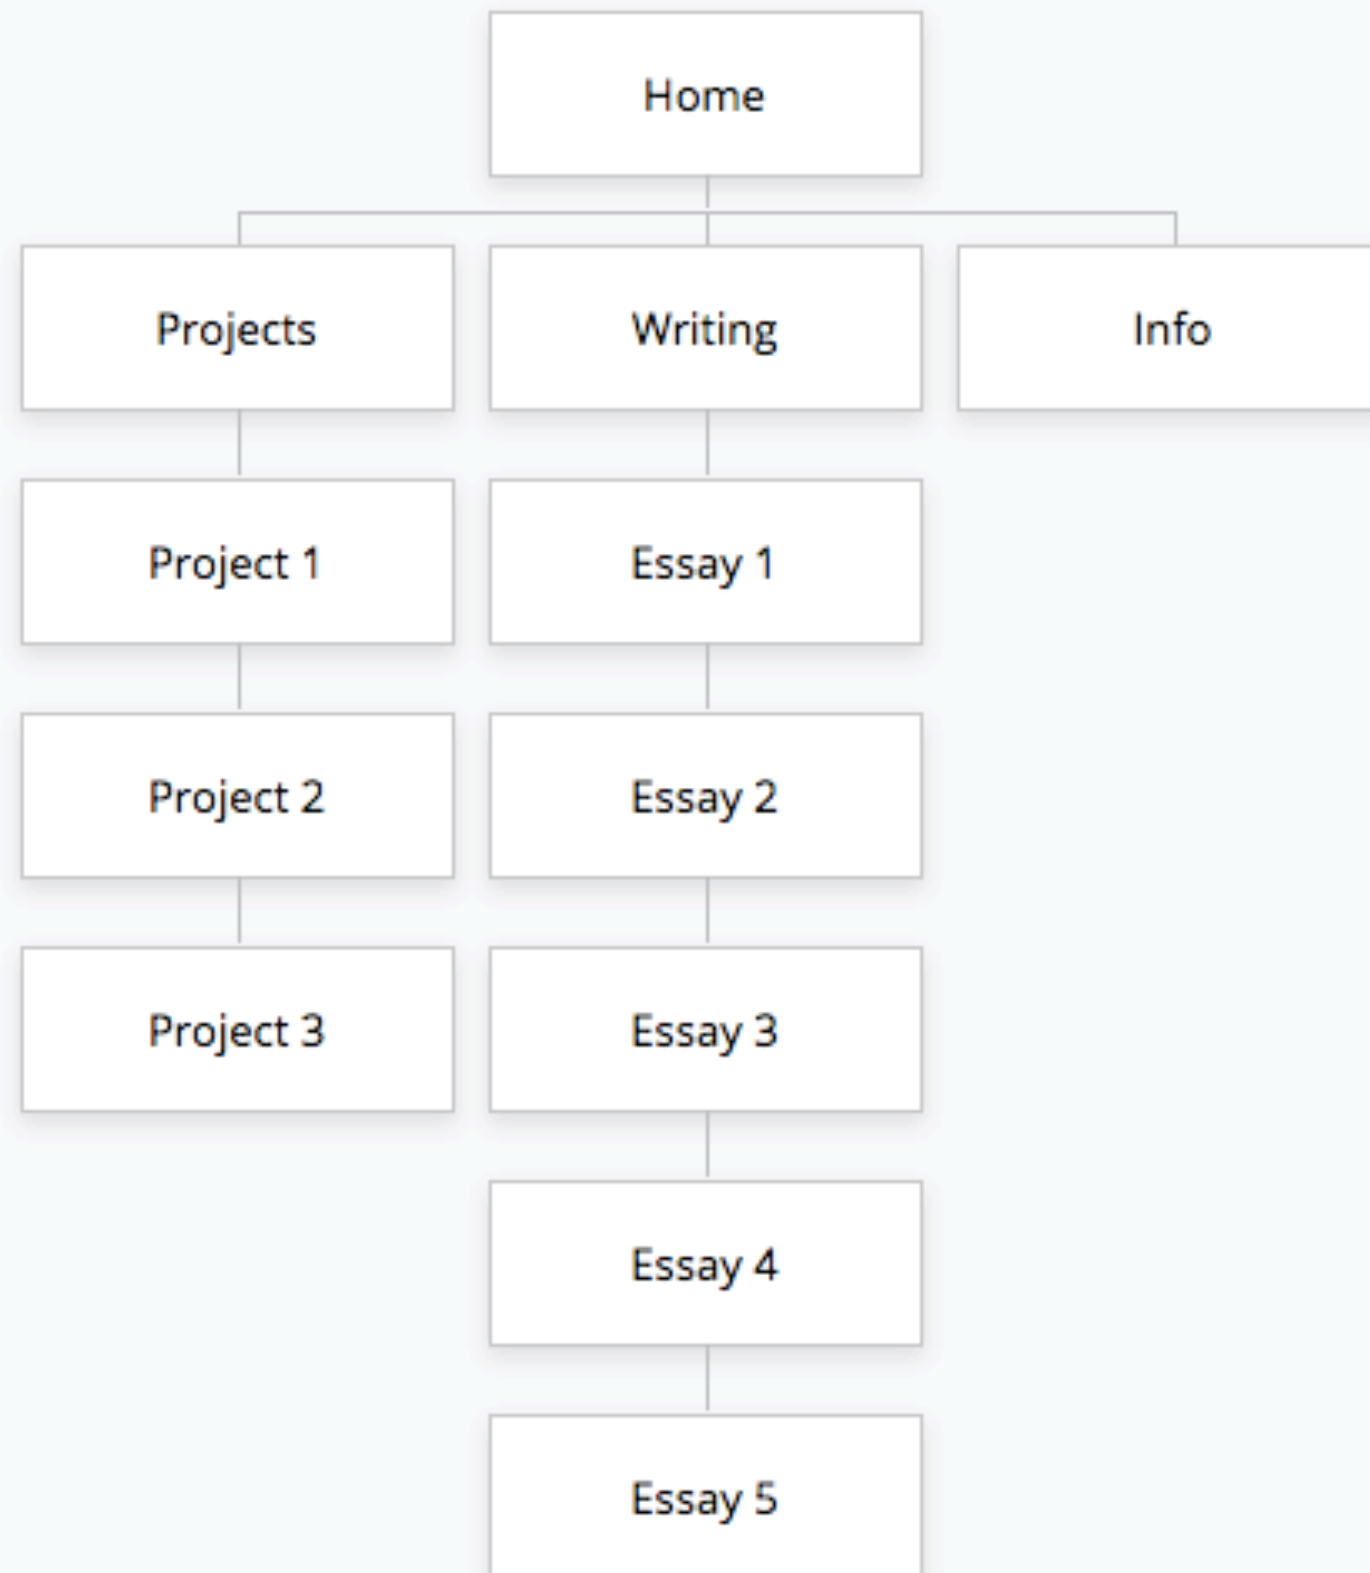 Home
Projects
Writing
Info
Project 1
Essay 1
Project 2
Essay 2
Project 3
Essay 3
Essay 4
Essay 5